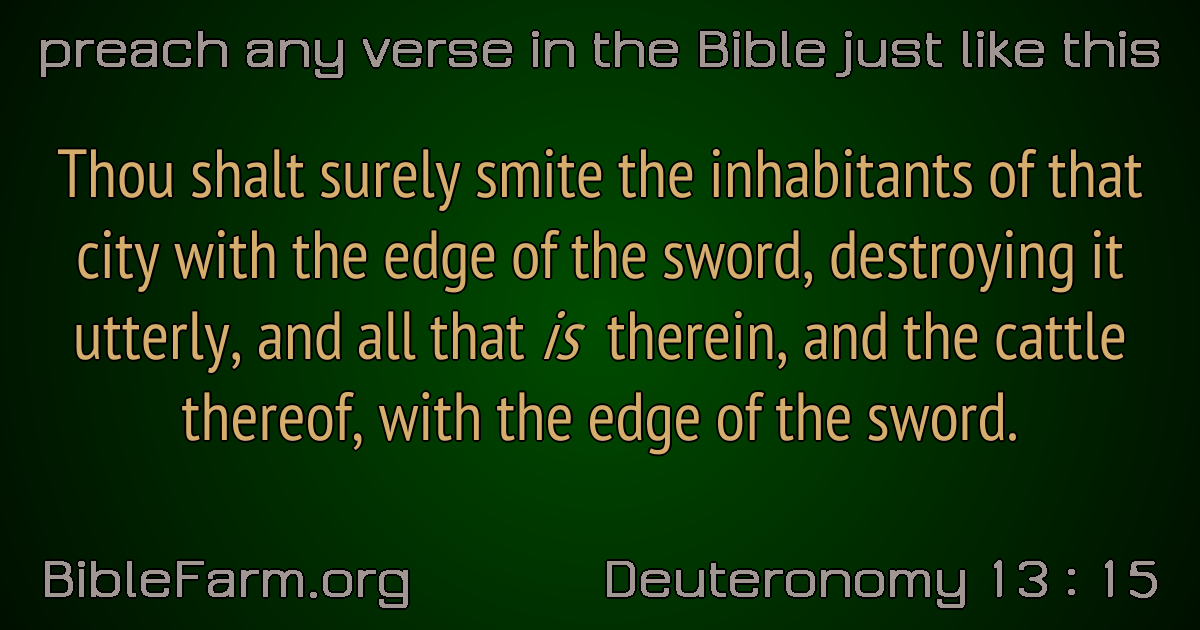 preach any verse in the Bible just like this
Thou shalt surely smite the inhabitants of that
city with the edge of the sword, destroying it
utterly, and all that is therein, and the cattle
thereof, with the edge of the sword.
BibleFarm.org
Deuteronomy 13 : 15